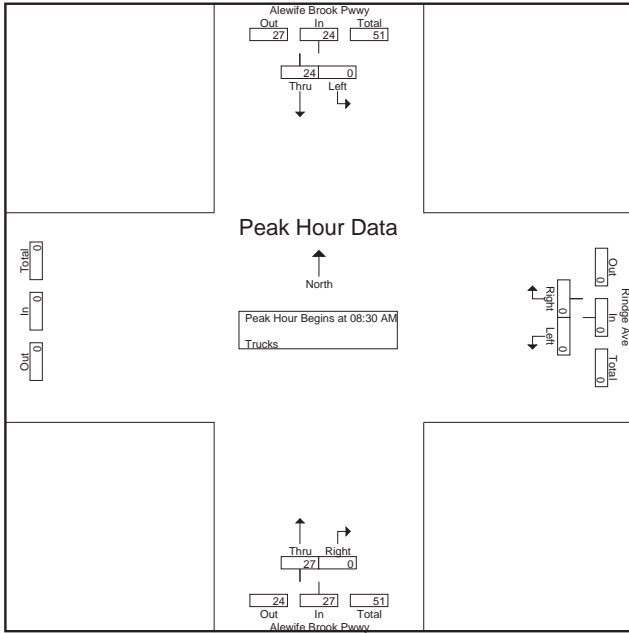 Alewife Brook Pwwy
Out In Total
27 24 51
24 0
Thru Left
Peak Hour Data
North
Peak Hour Begins at 08:30 AM
Trucks
Total
0
In
0
Out
0
Rindge Ave
Out
0
In
0
Total
0
Right
0
Left
0
Thru Right
27 0
24 27 51
Out In Total
Alewife Brook Pwwy